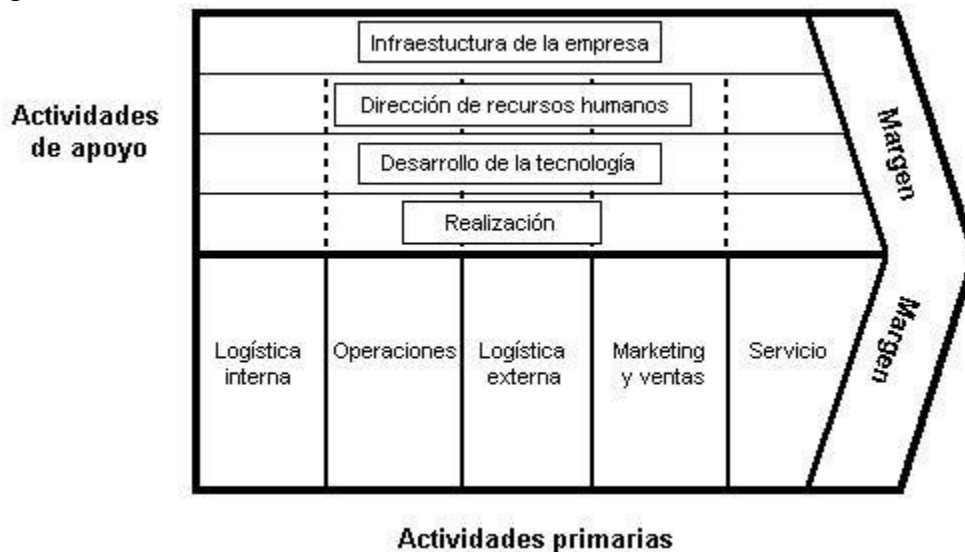 Infraestuctura de la empresa
Dirección de recursos humanos
Actividades
de apoyo
Desarrollo de la tecnología
Realización
Margen
Margen
Logística
interna
Operaciones
Logística
externa
Marketing
y ventas
Servicio
Actividades primarias